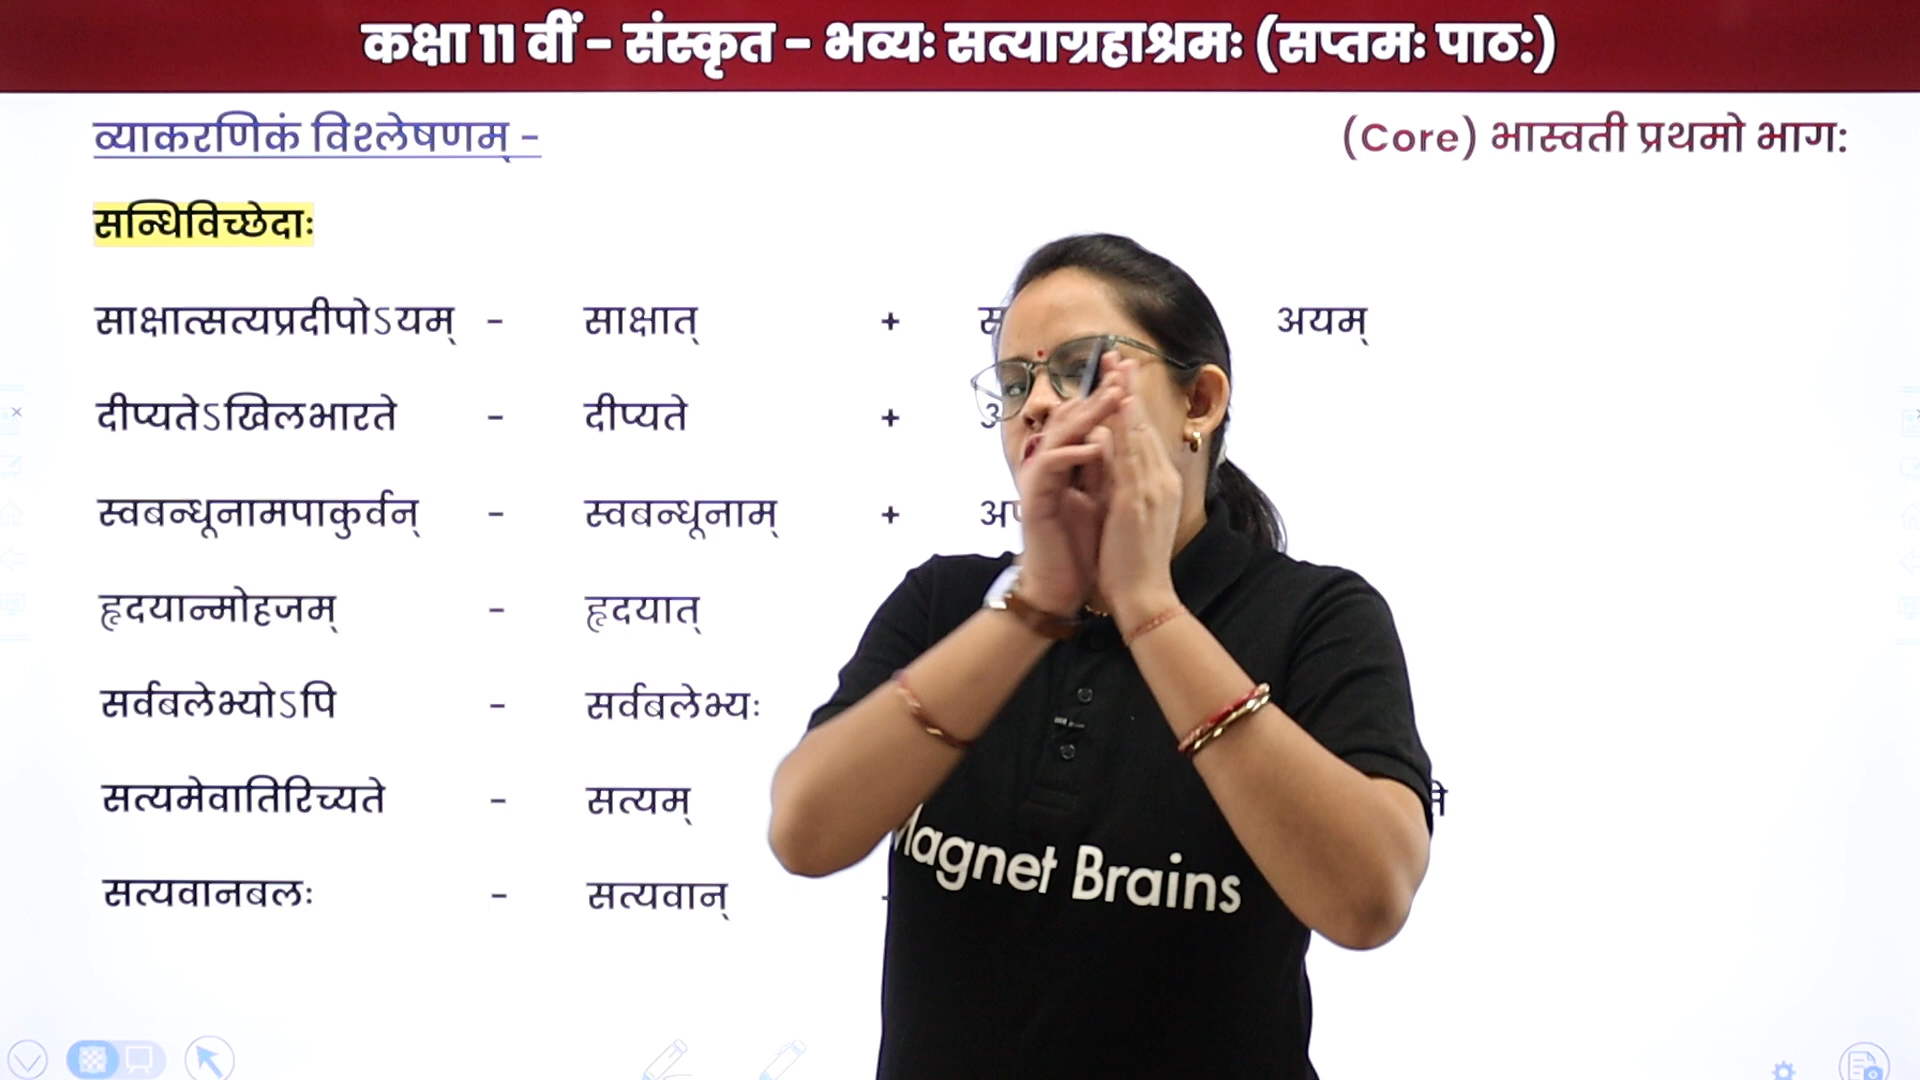 कक्षा 11 वीं - संस्कृत - भव्यः सत्याग्रहाश्रमः (सप्तमः पाठः)
व्याकरणिकं विश्लेषणम् -
(Core) भास्वती प्रथमो भागः
सन्धिविच्छेदाः
साक्षात्सत्यप्रदीपोऽयम् - साक्षात् + अयम्
दीप्यतेऽखिलभारते - दीप्यते +
स्वबन्धूनामपाकुर्वन् - स्वबन्धूनाम् +
हृदयान्मोहजम् - हृदयात्
सर्वबलेभ्योऽपि - सर्वबलेभ्यः
सत्यमेवातिरिच्यते - सत्यम्
सत्यवानबलः - सत्यवान्
Magnet Brains